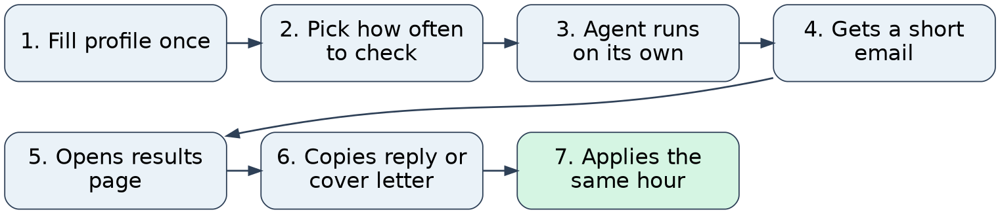 1. Fill profile once
2. Pick how often
to check
3. Agent runs
on its own
4. Gets a short
email
5. Opens results
page
6. Copies reply or
cover letter
7. Applies the
same hour